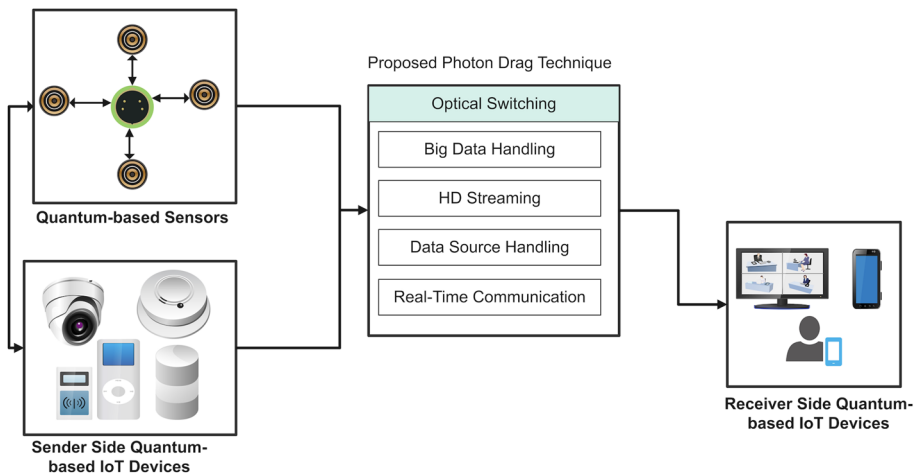 Proposed Photon Drag Technique
Optical Switching
Big Data Handling
HD Streaming
Data Source Handling
Real-Time Communication
Quantum-based Sensors
Sender Side Quantum-
based IoT Devices
Receiver Side Quantum-
based IoT Devices